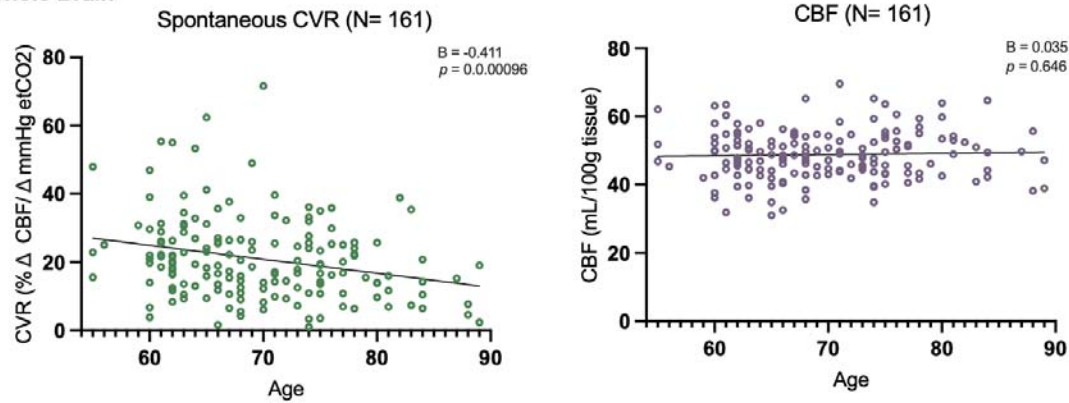 Spontaneous CVR (N= 161)
B = -0.411
p = 0.0.00096
CVR (% Δ CBF/ Δ mmHg etCO2)
80
60
40
20
0
60
70
80
90
Age
CBF (N= 161)
B = 0.035
p = 0.646
CBF (mL/100g tissue)
80
60
40
20
0
60
70
80
90
Age